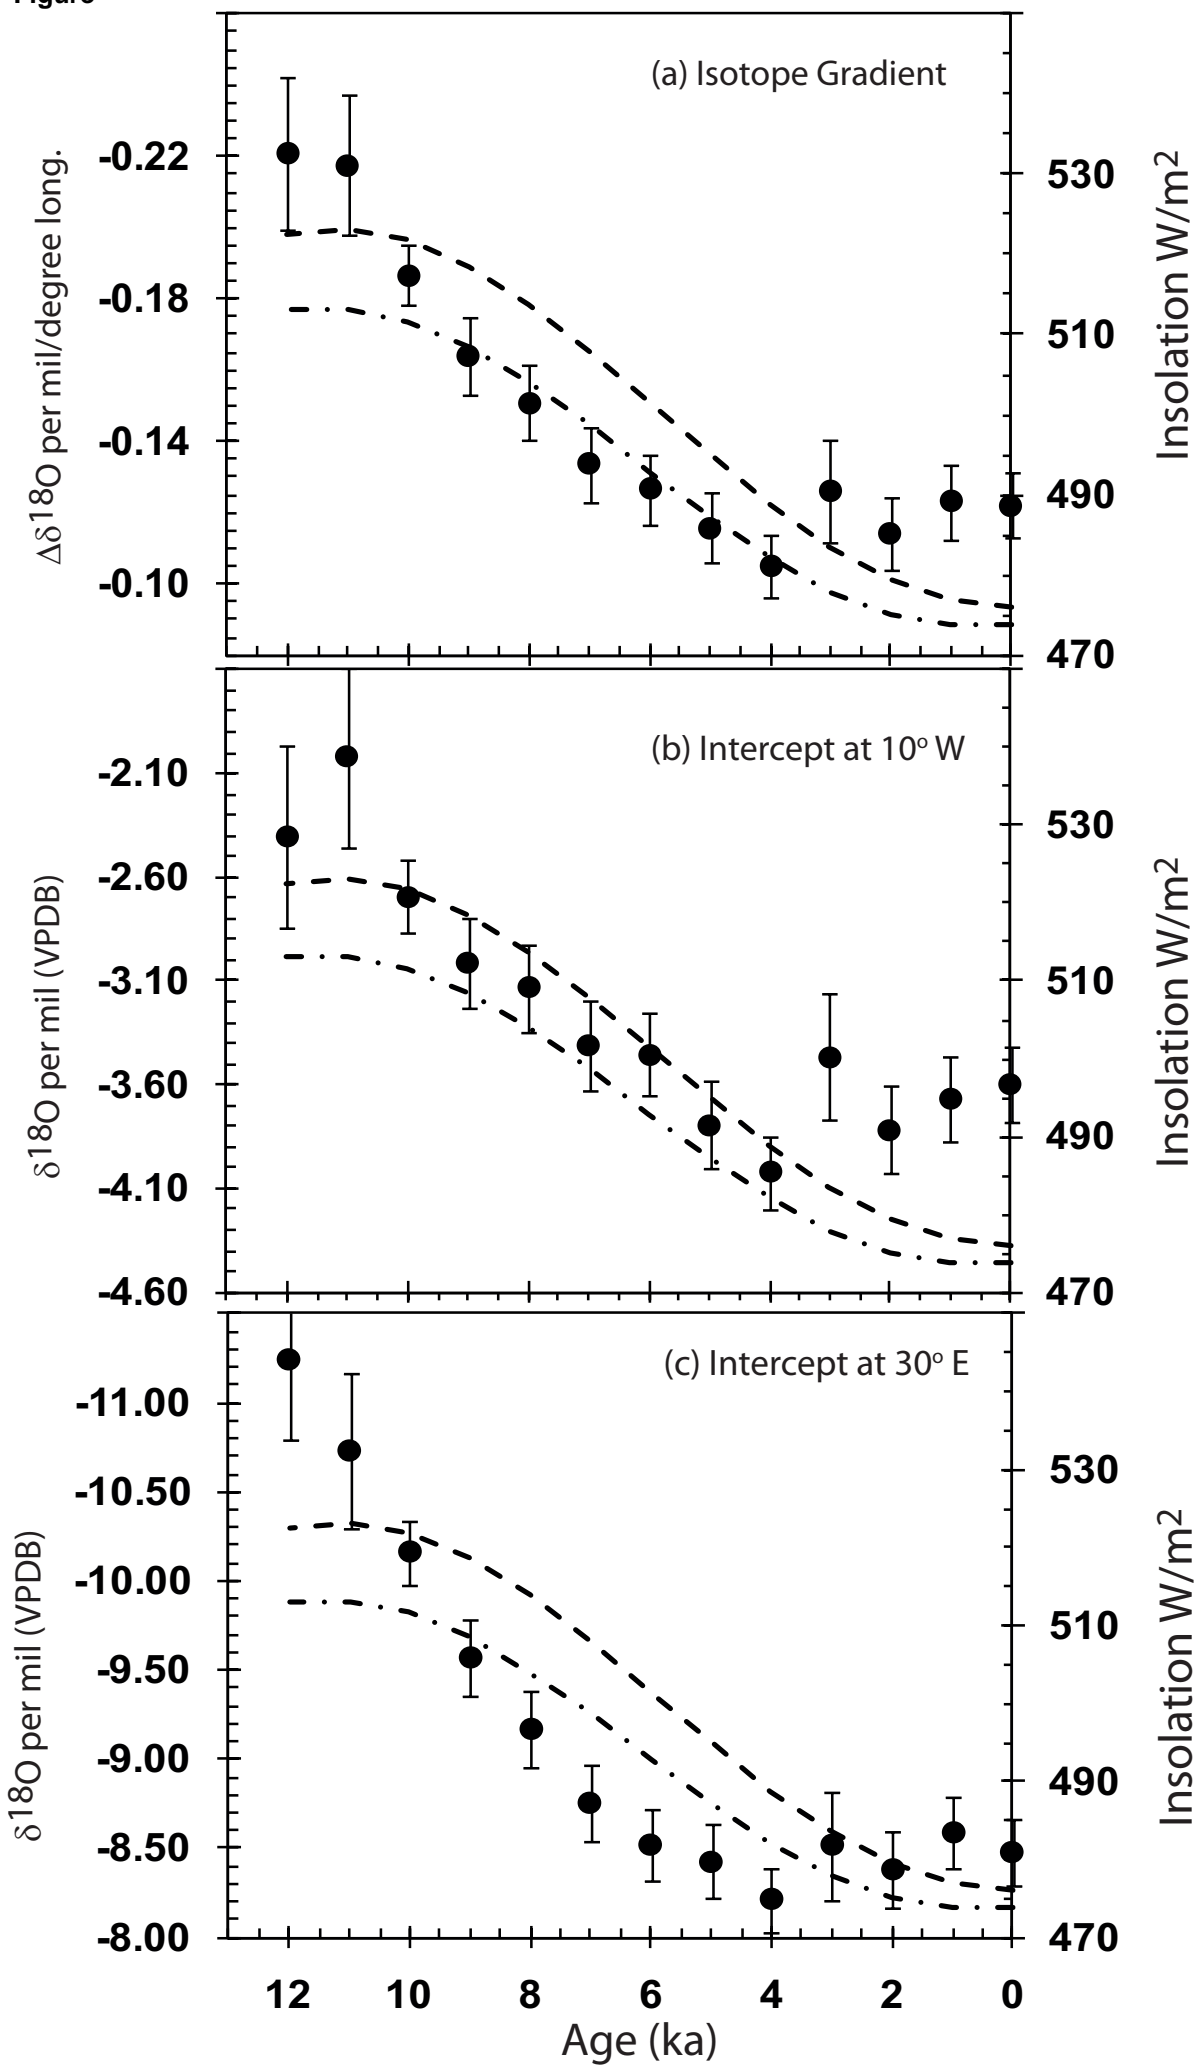 Figure
(a) Isotope Gradient
Δδ18O per mil/degree long.
-0.22
-0.18
-0.14
-0.10
530
510
490
470
Insolation W/m2
(b) Intercept at 10o W
δ18O per mil (VPDB)
-2.10
-2.60
-3.10
-3.60
-4.10
-4.60
530
510
490
470
Insolation W/m2
(c) Intercept at 30o E
δ18O per mil (VPDB)
-11.00
-10.50
-10.00
-9.50
-9.00
-8.50
-8.00
530
510
490
470
Insolation W/m2
12 10 8 6 4 2 0
Age (ka)